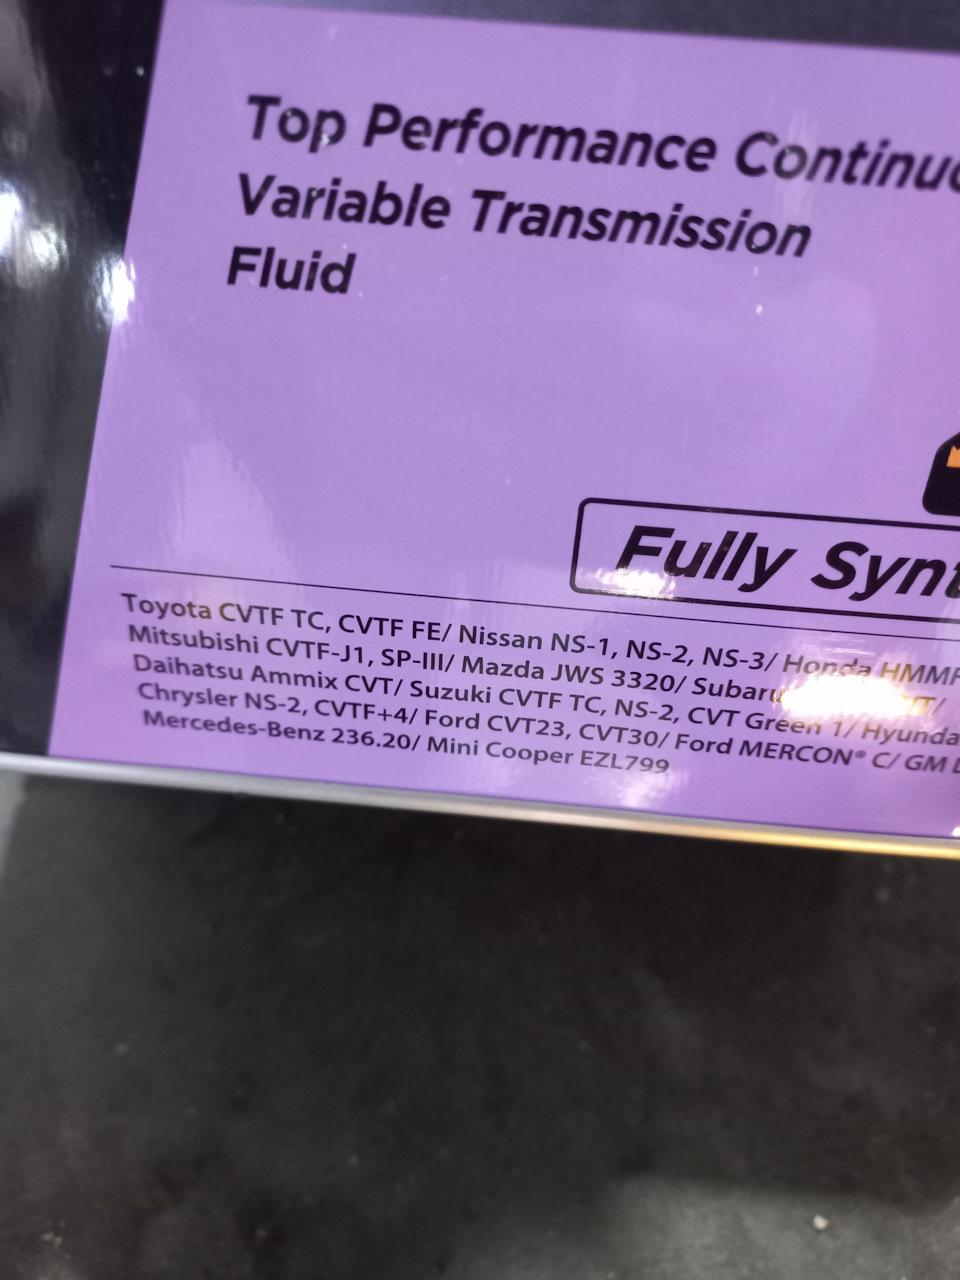 Top Performance Continuo
Variable Transmission
Fluid
Fully Synt
Toyota CVTF TC, CVTF FE/ Nissan NS-1, NS-2, NS-3/ Honda HMMF
Mitsubishi CVTF-J1, SP-III/ Mazda JWS 3320/ Subaru
Daihatsu Ammix CVT/ Suzuki CVTF TC, NS-2, CVT Green 1/ Hyundai
Chrysler NS-2, CVTF+4/ Ford CVT23, CVT30/ Ford MERCON® C/ GM
Mercedes-Benz 236.20/ Mini Cooper EZL799